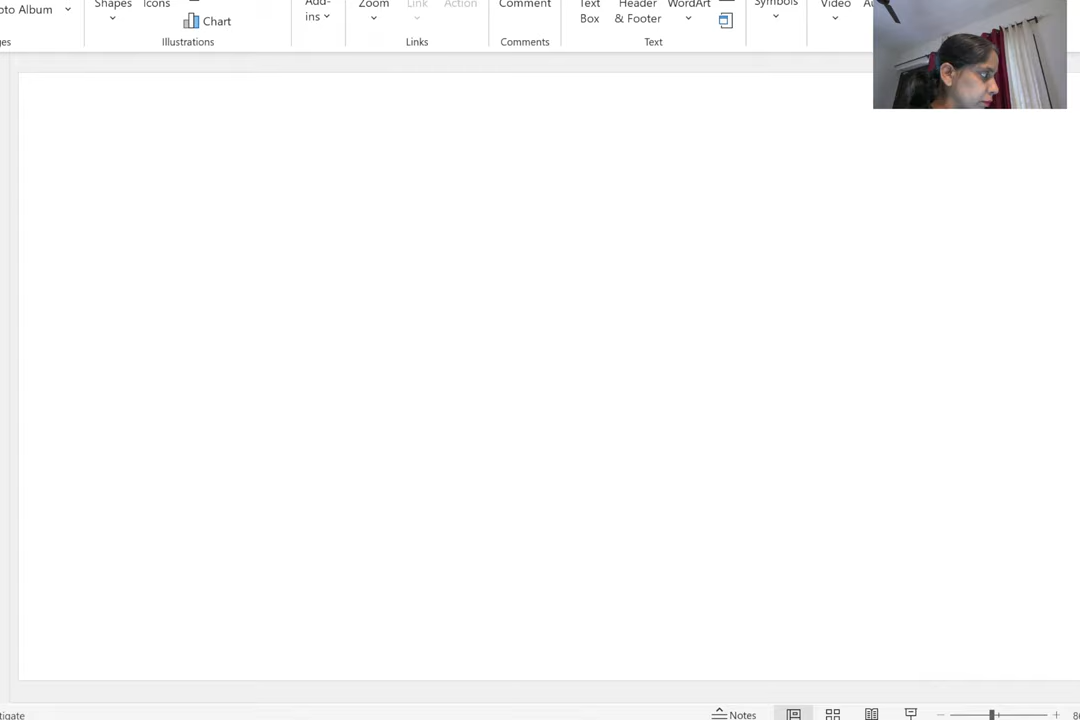 oto Album
Shapes
Icons
Chart
Add-
ins
Zoom
Link
Action
Comment
Text
Box
Header
& Footer
WordArt
Symbols
Video
Illustrations
Links
Comments
Text
Notes